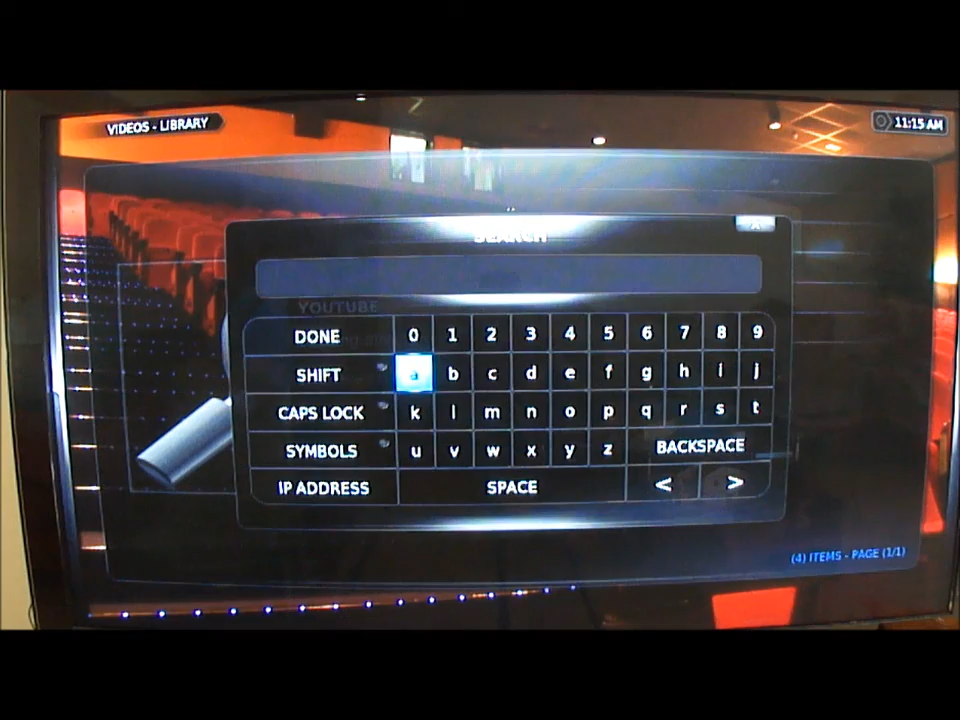 VIDEOS - LIBRARY
11:15 AM
SEARCH
X
YOUTUBE
DONE 0 1 2 3 4 5 6 7 8 9
SHIFT a b c d e f g h i j
CAPS LOCK k l m n o p q r s t
SYMBOLS u v w x y z BACKSPACE
IP ADDRESS SPACE < >
(4) ITEMS - PAGE (1/1)